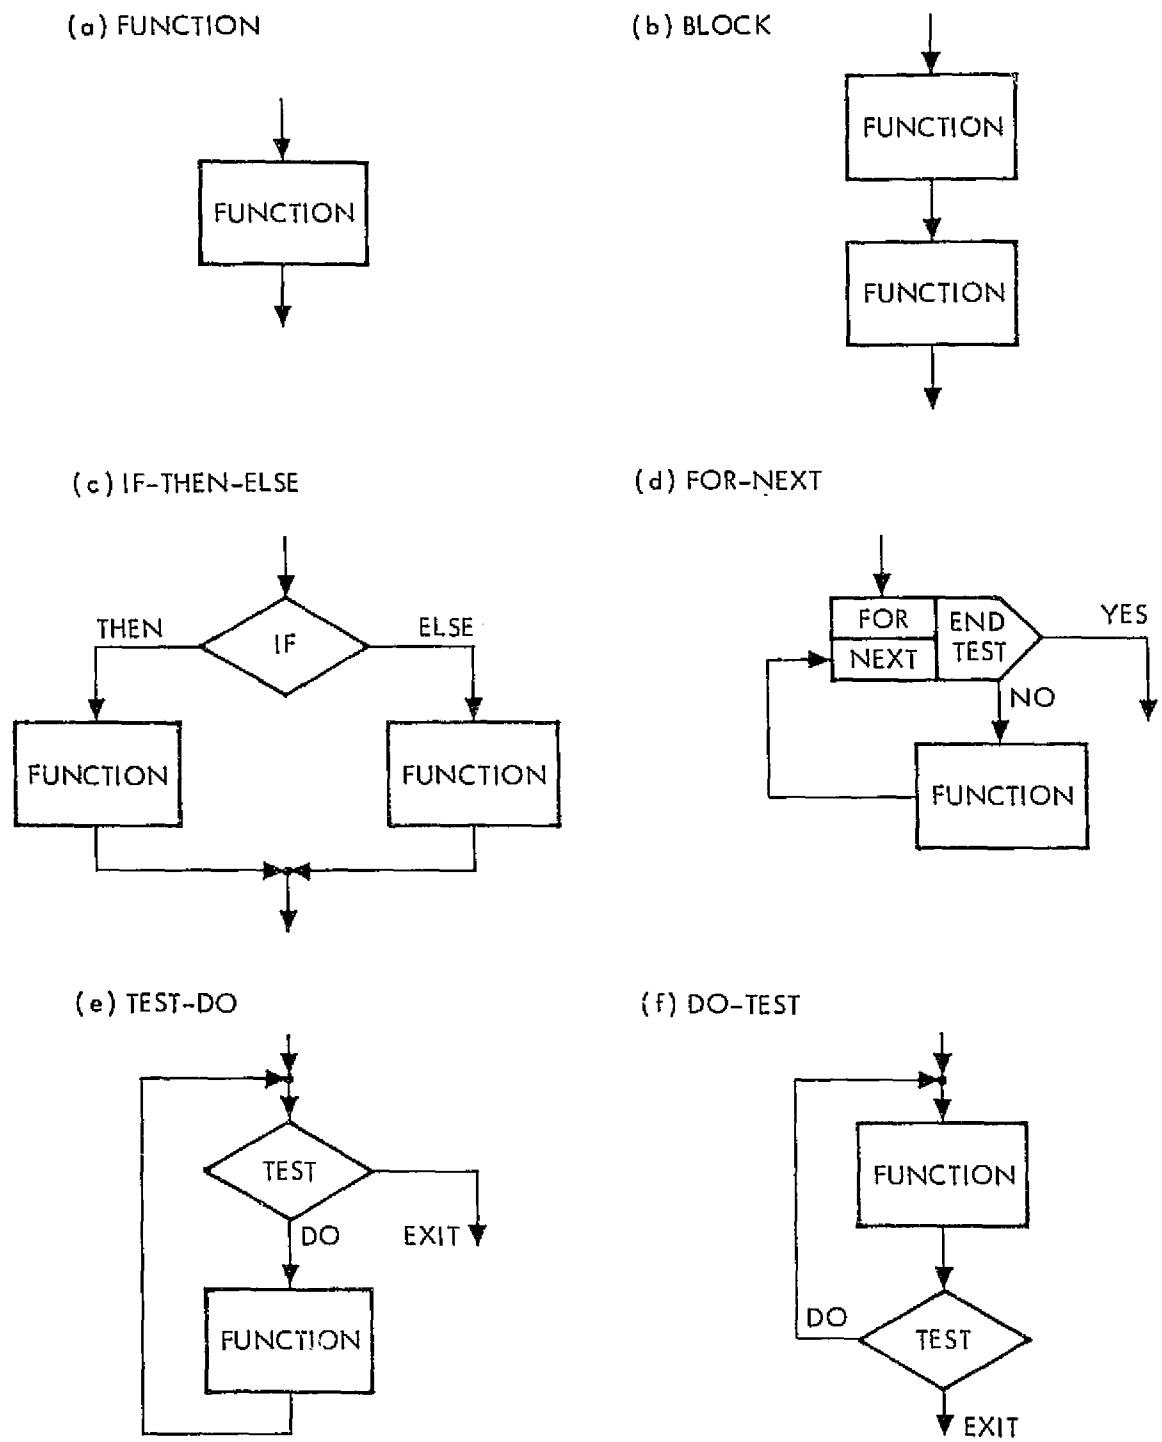 (a) FUNCTION
FUNCTION
(b) BLOCK
FUNCTION
FUNCTION
(c) IF-THEN-ELSE
THEN
IF
ELSE
FUNCTION
FUNCTION
(d) FOR-NEXT
FOR
NEXT
END
TEST
YES
NO
FUNCTION
(e) TEST-DO
TEST
DO
EXIT
FUNCTION
(f) DO-TEST
FUNCTION
DO
TEST
EXIT